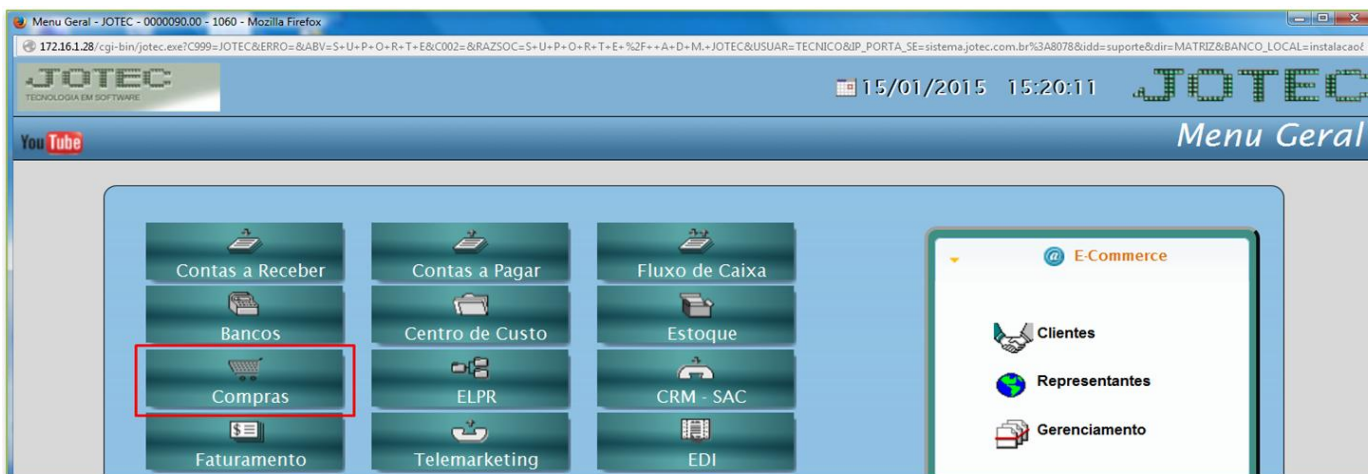 Menu Geral - JOTEC - 0000090.00 - 1060 - Mozilla Firefox
172.16.1.28/cgi-bin/jotec.exe?C999=JOTEC&ERRO=&ABV=S+U+P+O+R+T+E&C002=&RAZSOC=S+U+P+O+R+T+E+%2F++A+D+M.+JOTEC&USUAR=TECNICO&IP_PORTA_SE=sistema.jotec.com.br%3A8078&idd=suporte&dir=MATRIZ&BANCO_LOCAL=instalacao&
JOTEC
TECNOLOGIA EM SOFTWARE
15/01/2015 15:20:11
JOTEC
You Tube
Menu Geral
Contas a Receber
Contas a Pagar
Fluxo de Caixa
E-Commerce
Bancos
Centro de Custo
Estoque
Clientes
Compras
ELPR
CRM - SAC
Representantes
Gerenciamento
Faturamento
Telemarketing
EDI